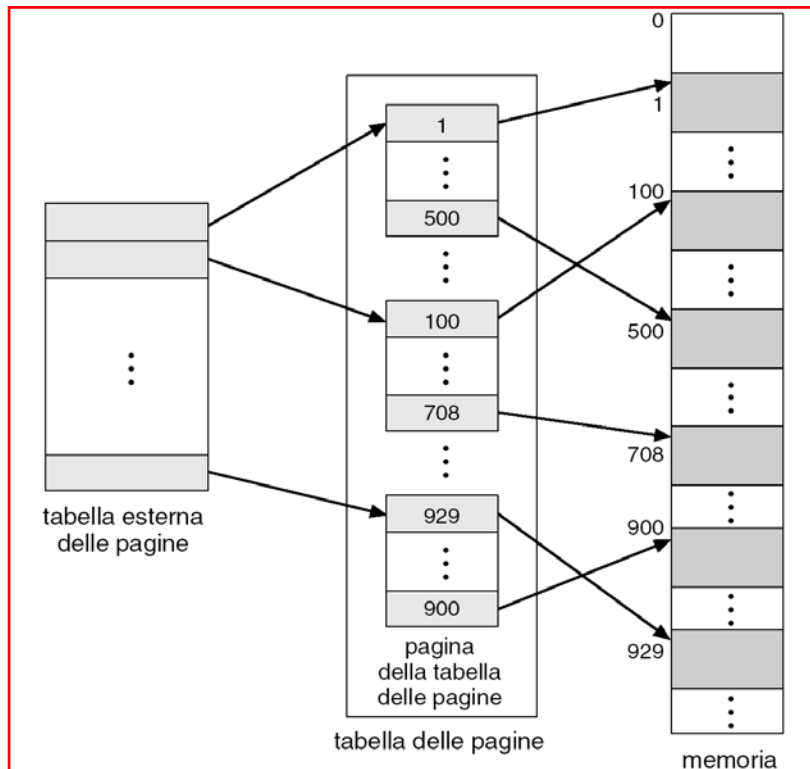 tabella esterna
delle pagine
1
500
100
708
929
900
pagina
della tabella
delle pagine
tabella delle pagine
0
1
100
500
708
900
929
memoria